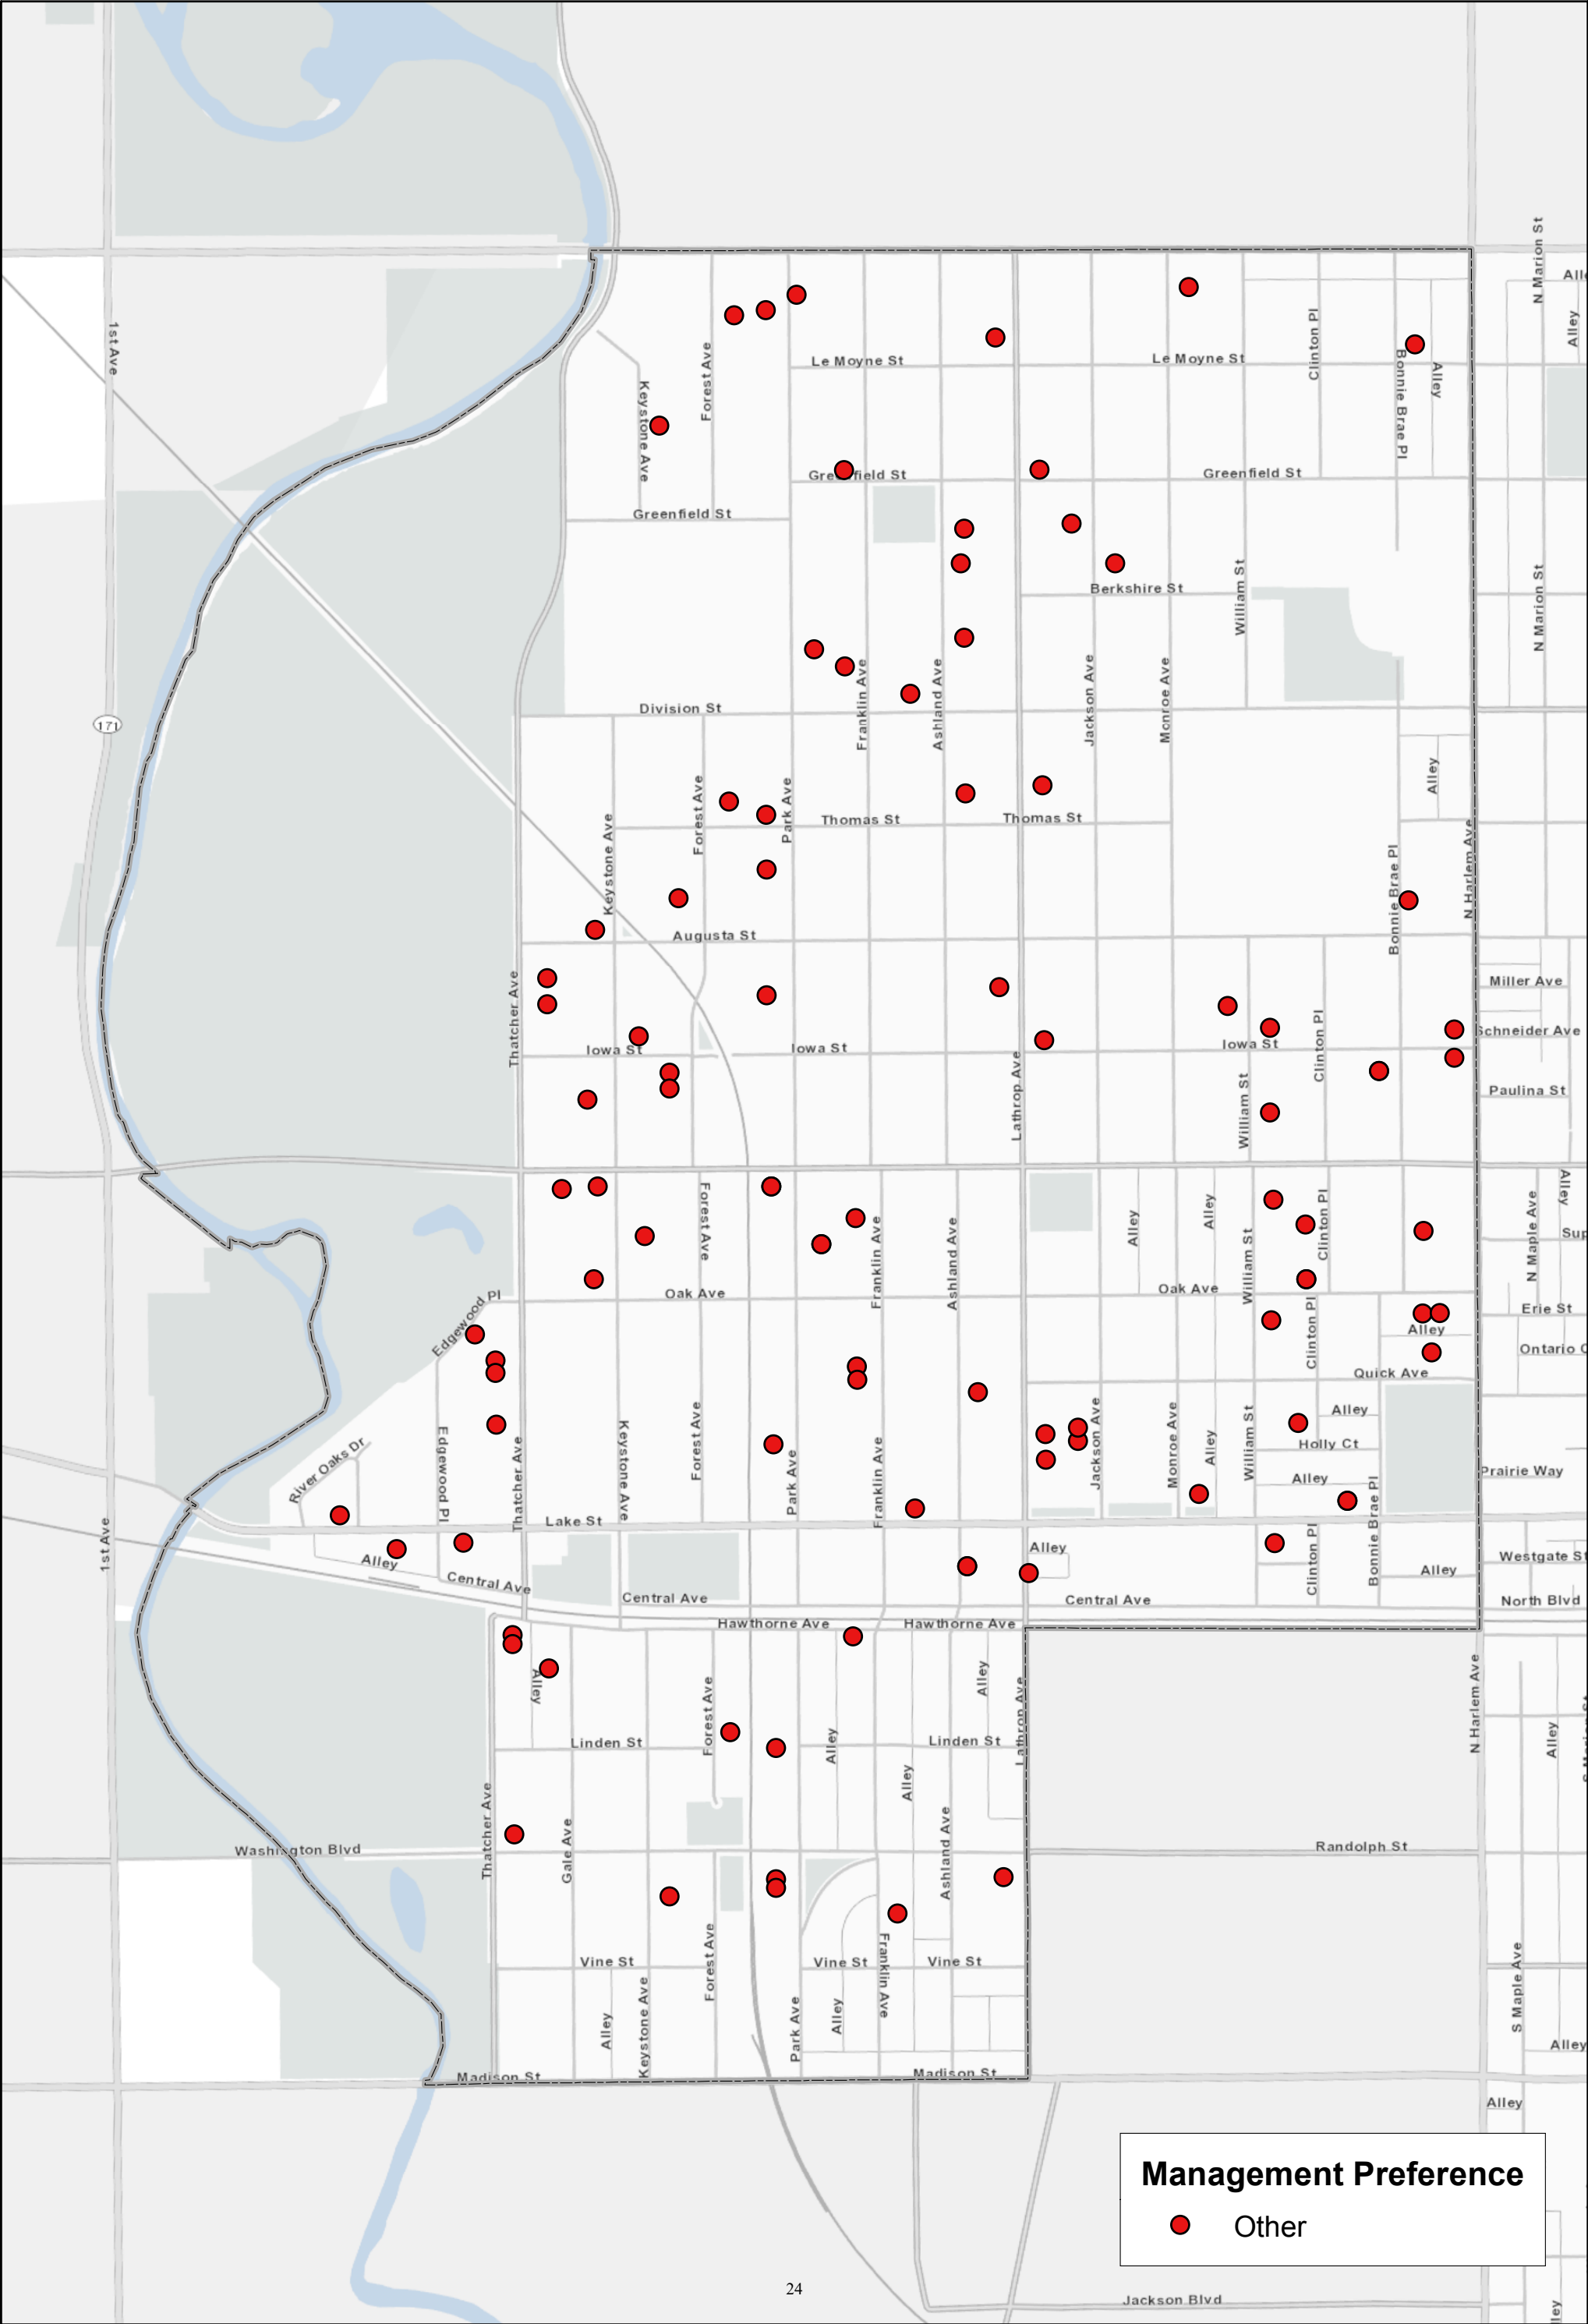 N Marion St
Alle
Alley
1st Ave
Clinton Pl
Forest Ave
Le Moyne St
Le Moyne St
Bonnie Brae Pl
Alley
Keystone Ave
Greenfield St
Greenfield St
Greenfield St
N Marion St
William St
Berkshire St
Franklin Ave
Ashland Ave
Jackson Ave
Monroe Ave
Division St
171
Alley
Forest Ave
Park Ave
Thomas St
Thomas St
Keystone Ave
N Harlem Ave
Bonnie Brae Pl
Augusta St
Thatcher Ave
Miller Ave
Clinton Pl
Schneider Ave
Iowa St
Iowa St
Iowa St
Lathrop Ave
William St
Paulina St
Forest Ave
Alley
Alley
Clinton Pl
Alley
N Maple Ave
Franklin Ave
Ashland Ave
William St
Sup
Edgewood Pl
Oak Ave
Oak Ave
Erie St
Clinton Pl
Alley
Ontario C
Quick Ave
Jackson Ave
Monroe Ave
Alley
William St
Alley
Holly Ct
River Oaks Dr
Edgewood Pl
Thatcher Ave
Keystone Ave
Forest Ave
Park Ave
Franklin Ave
Alley
Prairie Way
Bonnie Brae Pl
1st Ave
Lake St
Clinton Pl
Alley
Alley
Westgate St
Alley
Central Ave
Central Ave
Central Ave
North Blvd
Hawthorne Ave
Hawthorne Ave
Alley
Forest Ave
Alley
Lathrop Ave
N Harlem Ave
Linden St
Alley
Linden St
Alley
Alley
Thatcher Ave
Gale Ave
Ashland Ave
Washington Blvd
Randolph St
Forest Ave
Franklin Ave
Vine St
Vine St
Vine St
S Maple Ave
Alley
Keystone Ave
Park Ave
Alley
Alley
Madison St
Madison St
Alley
Management Preference
Other
24
Jackson Blvd
lley